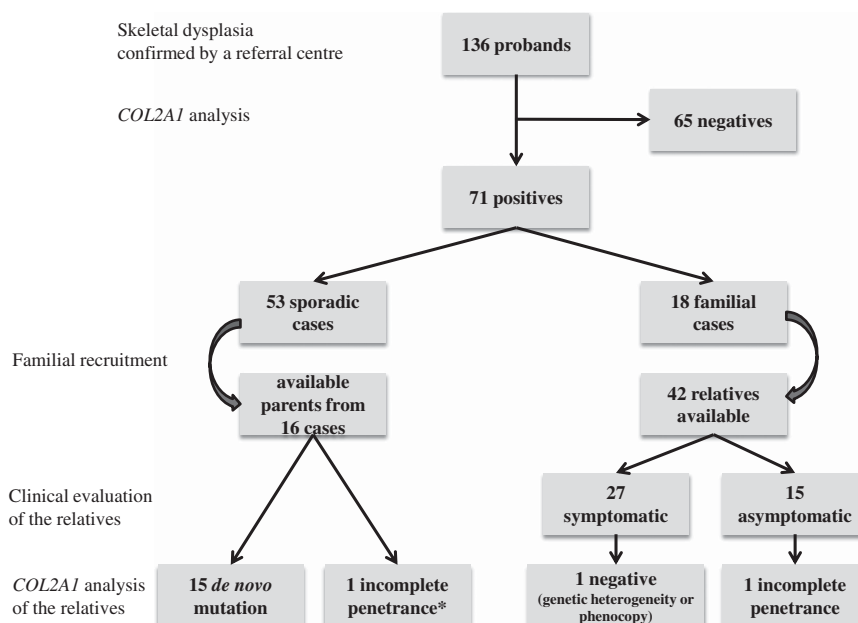 Skeletal dysplasia
confirmed by a referral centre
136 probands
COL2A1 analysis
65 negatives
71 positives
53 sporadic
cases
18 familial
cases
Familial recruitment
available
parents from
16 cases
42 relatives
available
Clinical evaluation
of the relatives
27
symptomatic
15
asymptomatic
COL2A1 analysis
of the relatives
15 de novo
mutation
1 incomplete
penetrance*
1 negative
(genetic heterogeneity or
phenocopy)
1 incomplete
penetrance